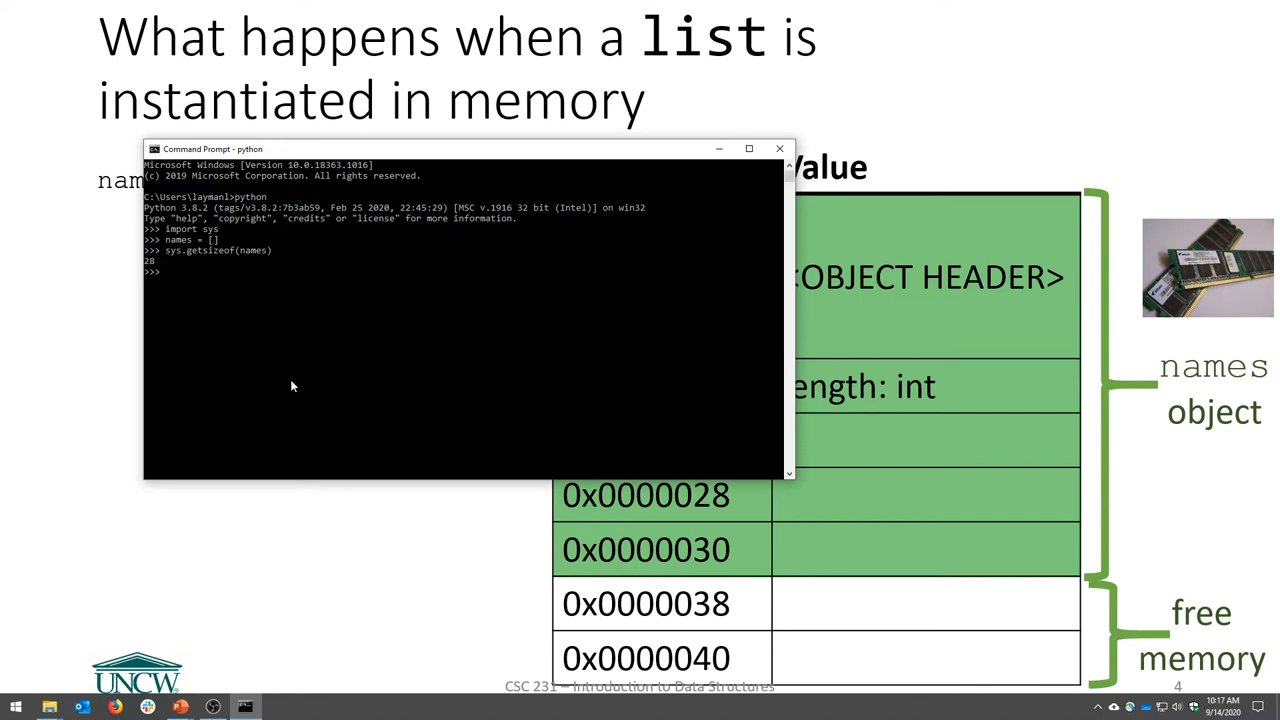 What happens when a list is
instantiated in memory
Command Prompt - python
Microsoft Windows [Version 10.0.18363.1016]
(c) 2019 Microsoft Corporation. All rights reserved.
C:\Users\laymanl>python
Python 3.8.2 (tags/v3.8.2:7b3ab59, Feb 25 2020, 22:45:29) [MSC v.1916 32 bit (Intel)] on win32
Type "help", "copyright", "credits" or "license" for more information.
>>> import sys
>>> names = []
>>> sys.getsizeof(names)
28
>>>
nam
Value
<OBJECT HEADER>
ength: int
0x0000028
0x0000030
0x0000038
0x0000040
names
object
free
memory
UNCW
CSC 231 – Introduction to Data Structures
4
10:17 AM
9/14/2020